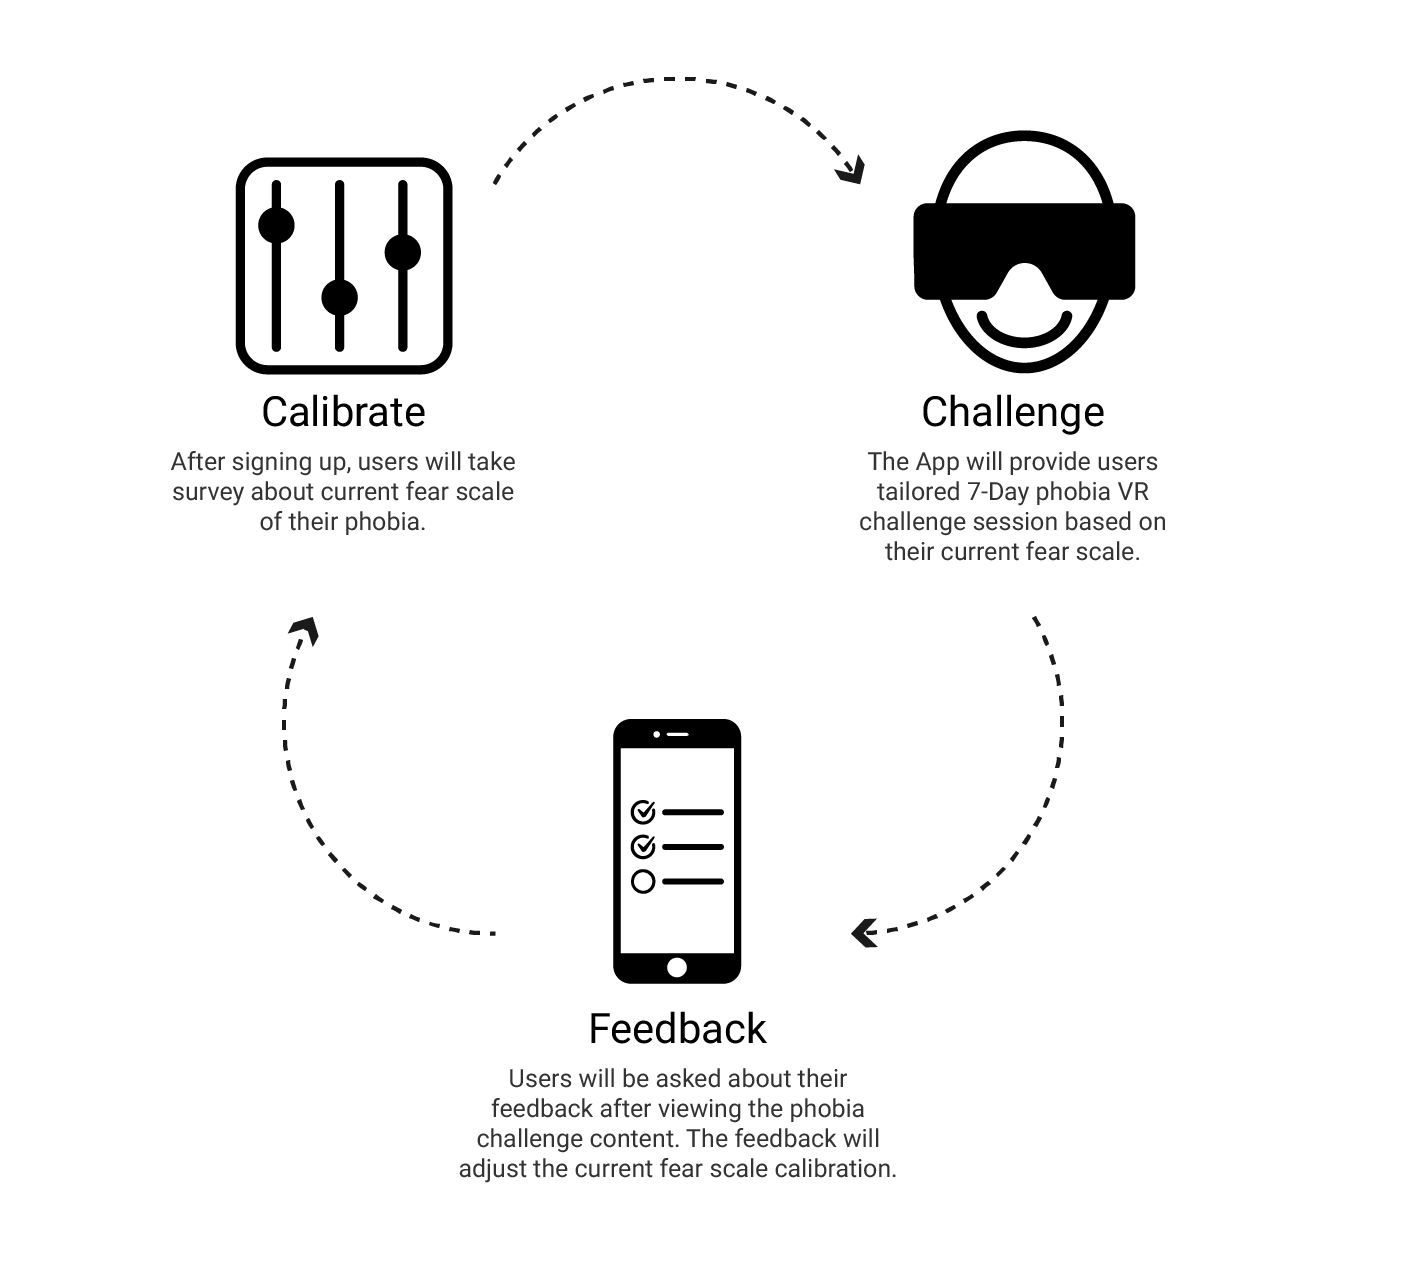 Calibrate
After signing up, users will take
survey about current fear scale
of their phobia.
Challenge
The App will provide users
tailored 7-Day phobia VR
challenge session based on
their current fear scale.
Feedback
Users will be asked about their
feedback after viewing the phobia
challenge content. The feedback will
adjust the current fear scale calibration.